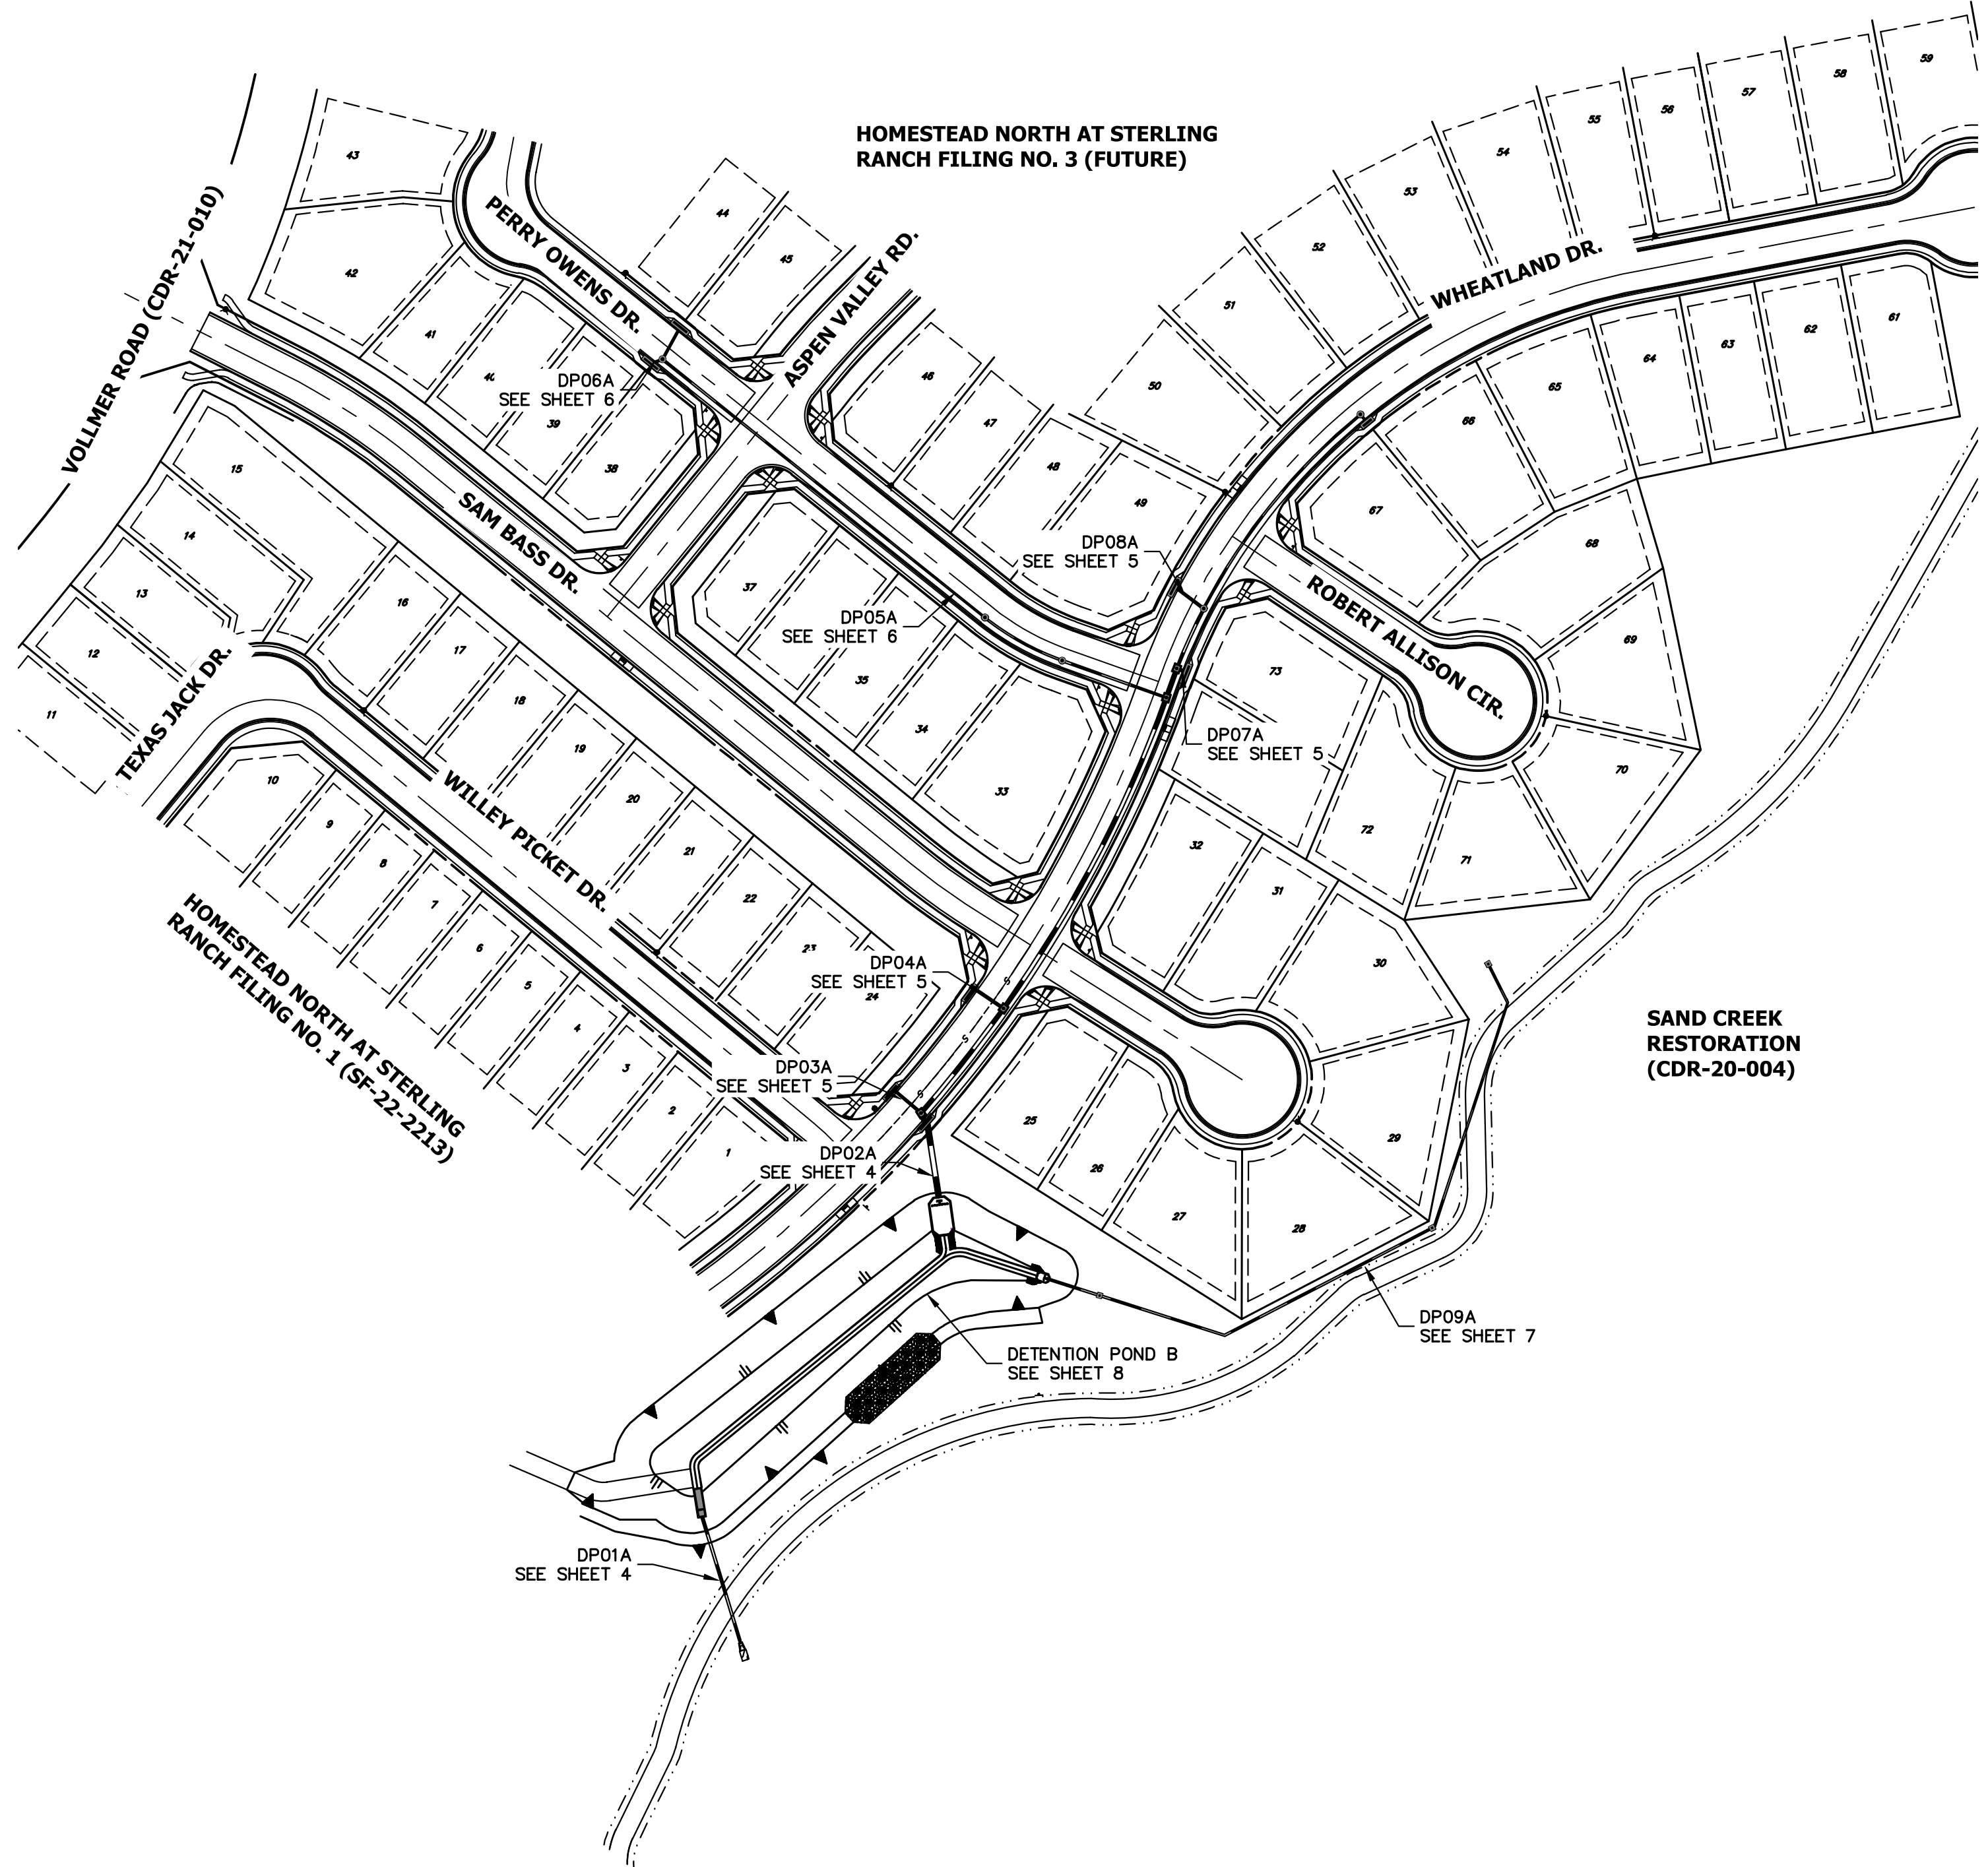 HOMESTEAD NORTH AT STERLING
RANCH FILING NO. 3 (FUTURE)
VOLLMER ROAD (CDR-21-010)
PERRY OWENS DR.
ASPEN VALLEY RD.
WHEATLAND DR.
SAM BASS DR.
ROBERT ALLISON CIR.
TEXAS JACK DR.
WILLEY PICKET DR.
HOMESTEAD NORTH AT STERLING
RANCH FILING NO. 1 (SF-22-2213)
SAND CREEK
RESTORATION
(CDR-20-004)
DP06A
SEE SHEET 6
DP08A
SEE SHEET 5
DP05A
SEE SHEET 6
DP07A
SEE SHEET 5
DP04A
SEE SHEET 5
DP03A
SEE SHEET 5
DP02A
SEE SHEET 4
DP09A
SEE SHEET 7
DETENTION POND B
SEE SHEET 8
DP01A
SEE SHEET 4
1
2
3
4
5
6
7
8
9
10
11
12
13
14
15
16
17
18
19
20
21
22
23
24
25
26
27
28
29
30
31
32
33
34
35
37
38
39
41
42
43
44
45
46
47
48
49
50
51
52
53
54
55
56
57
58
59
61
62
63
64
65
66
67
68
69
70
71
72
73
S
S
S